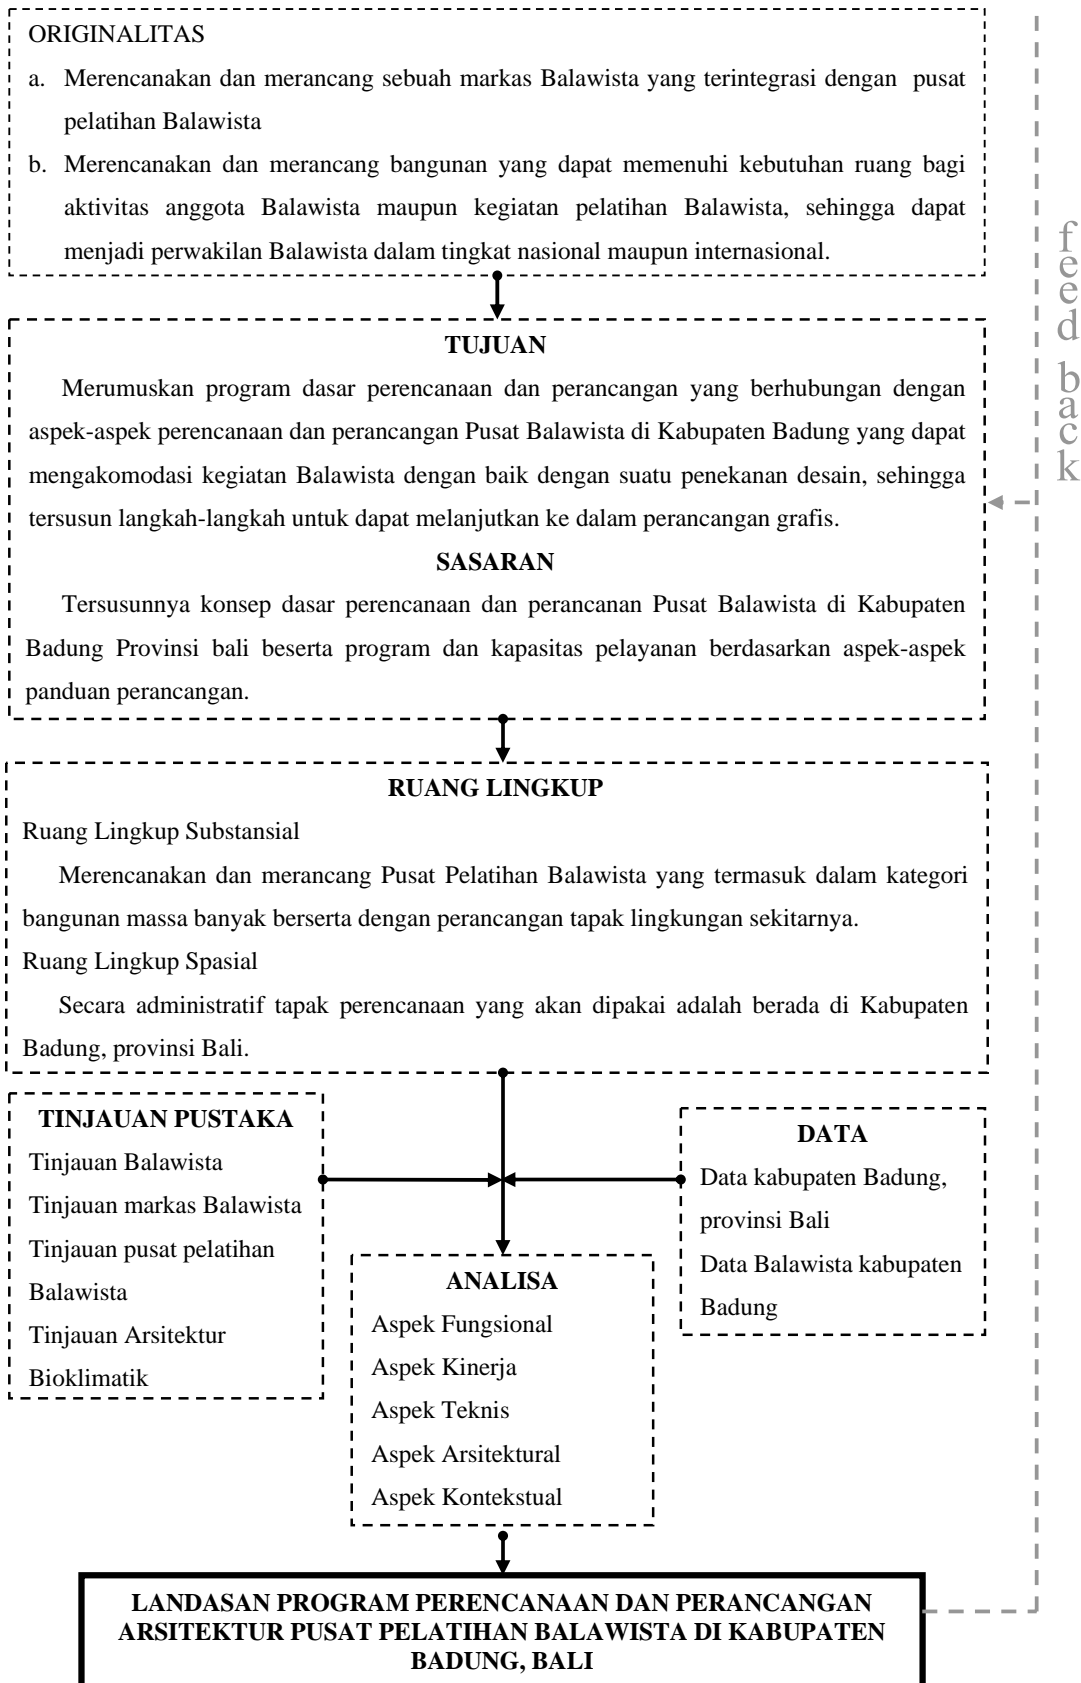 ORIGINALITAS
a. Merencanakan dan merancang sebuah markas Balawista yang terintegrasi dengan pusat
pelatihan Balawista
b. Merencanakan dan merancang bangunan yang dapat memenuhi kebutuhan ruang bagi
aktivitas anggota Balawista maupun kegiatan pelatihan Balawista, sehingga dapat
menjadi perwakilan Balawista dalam tingkat nasional maupun internasional.
TUJUAN
Merumuskan program dasar perencanaan dan perancangan yang berhubungan dengan
aspek-aspek perencanaan dan perancangan Pusat Balawista di Kabupaten Badung yang dapat
mengakomodasi kegiatan Balawista dengan baik dengan suatu penekanan desain, sehingga
tersusun langkah-langkah untuk dapat melanjutkan ke dalam perancangan grafis.
SASARAN
Tersusunnya konsep dasar perencanaan dan perancanan Pusat Balawista di Kabupaten
Badung Provinsi bali beserta program dan kapasitas pelayanan berdasarkan aspek-aspek
panduan perancangan.
RUANG LINGKUP
Ruang Lingkup Substansial
Merencanakan dan merancang Pusat Pelatihan Balawista yang termasuk dalam kategori
bangunan massa banyak berserta dengan perancangan tapak lingkungan sekitarnya.
Ruang Lingkup Spasial
Secara administratif tapak perencanaan yang akan dipakai adalah berada di Kabupaten
Badung, provinsi Bali.
TINJAUAN PUSTAKA
Tinjauan Balawista
Tinjauan markas Balawista
Tinjauan pusat pelatihan
Balawista
Tinjauan Arsitektur
Bioklimatik
DATA
Data kabupaten Badung,
provinsi Bali
Data Balawista kabupaten
Badung
ANALISA
Aspek Fungsional
Aspek Kinerja
Aspek Teknis
Aspek Arsitektural
Aspek Kontekstual
LANDASAN PROGRAM PERENCANAAN DAN PERANCANGAN
ARSITEKTUR PUSAT PELATIHAN BALAWISTA DI KABUPATEN
BADUNG, BALI
feed back